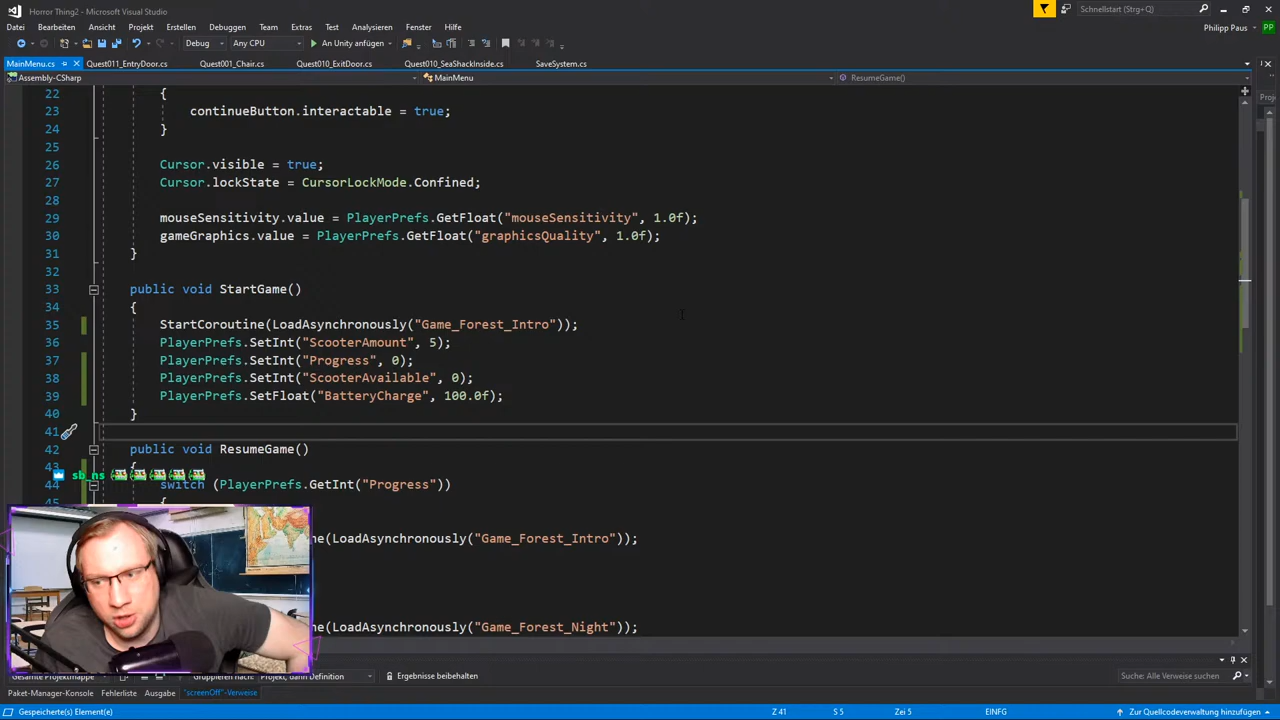 Horror Thing2 - Microsoft Visual Studio
Schnellstart (Strg+Q)
Datei Bearbeiten Ansicht Projekt Erstellen Debuggen Team Extras Test Analysieren Fenster Hilfe
Philipp Paus PP
Debug Any CPU An Unity anfügen
MainMenu.cs Quest011_EntryDoor.cs Quest001_Chair.cs Quest010_ExitDoor.cs Quest010_SeaShackInside.cs SaveSystem.cs
Assembly-CSharp MainMenu ResumeGame()
22 {
23 continueButton.interactable = true;
24 }
25
26 Cursor.visible = true;
27 Cursor.lockState = CursorLockMode.Confined;
28
29 mouseSensitivity.value = PlayerPrefs.GetFloat("mouseSensitivity", 1.0f);
30 gameGraphics.value = PlayerPrefs.GetFloat("graphicsQuality", 1.0f);
31 }
32
33 public void StartGame()
34 {
35 StartCoroutine(LoadAsynchronously("Game_Forest_Intro"));
36 PlayerPrefs.SetInt("ScooterAmount", 5);
37 PlayerPrefs.SetInt("Progress", 0);
38 PlayerPrefs.SetInt("ScooterAvailable", 0);
39 PlayerPrefs.SetFloat("BatteryCharge", 100.0f);
40 }
41
42 public void ResumeGame()
43 {
sb_ns
44 switch (PlayerPrefs.GetInt("Progress"))
45 {
ne(LoadAsynchronously("Game_Forest_Intro"));
ne(LoadAsynchronously("Game_Forest_Night"));
Gesamte Projektmappe Gruppieren nach: Projekt, dann Definition Ergebnisse beibehalten Suche: Alle Verweise
Paket-Manager-Konsole Fehlerliste Ausgabe "screenOff"-Verweise
Gespeicherte(s) Element(e) Z 41 S 5 Zei 5 EINFG Zur Quellcodeverwaltung hinzufügen